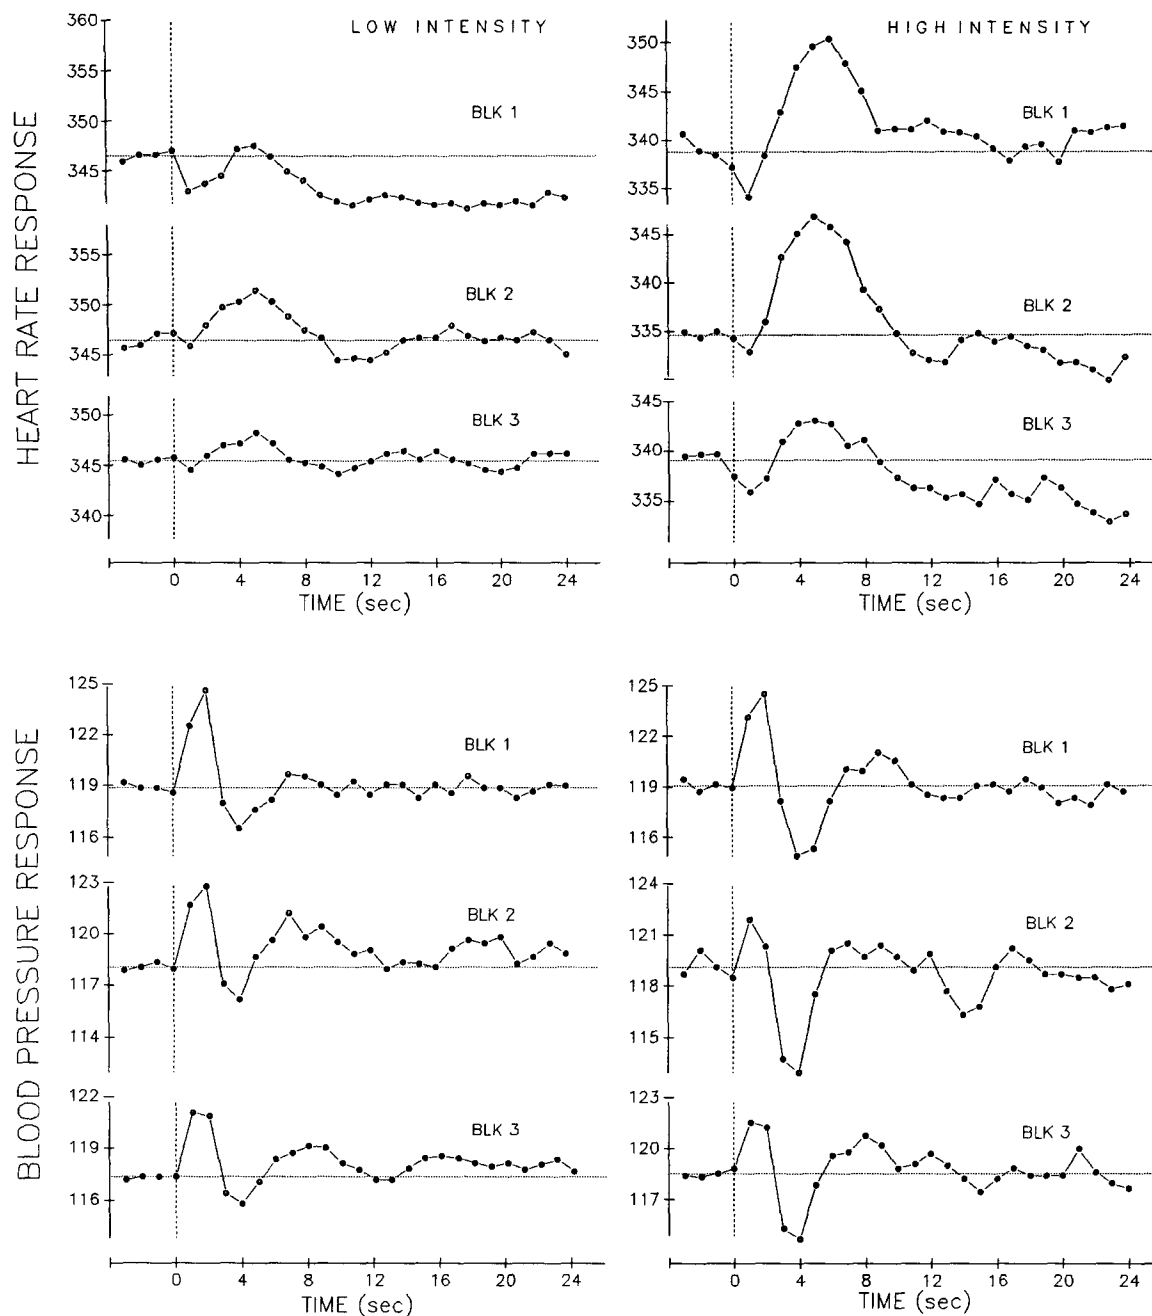 LOW INTENSITY
HIGH INTENSITY
HEART RATE RESPONSE
360
355
350
345
BLK 1
350
345
340
335
BLK 1
355
350
345
BLK 2
345
340
335
BLK 2
350
345
340
BLK 3
345
340
335
BLK 3
0 4 8 12 16 20 24
TIME (sec)
0 4 8 12 16 20 24
TIME (sec)
BLOOD PRESSURE RESPONSE
125
122
119
116
BLK 1
125
122
119
116
BLK 1
123
120
117
114
BLK 2
124
121
118
115
BLK 2
122
119
116
BLK 3
123
120
117
BLK 3
0 4 8 12 16 20 24
TIME (sec)
0 4 8 12 16 20 24
TIME (sec)